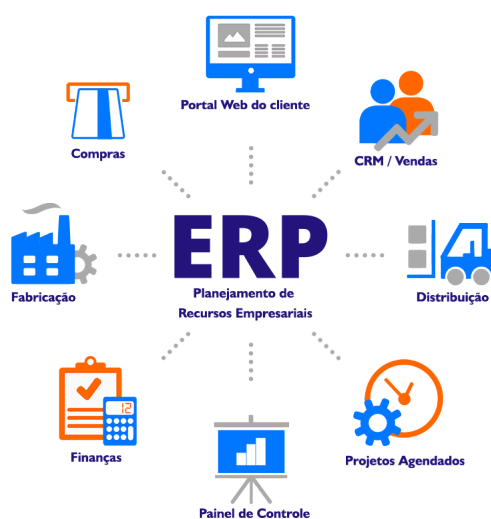 Portal Web do cliente
Compras
CRM / Vendas
ERP
Planejamento de
Recursos Empresariais
Fabricação
Distribuição
12
Finanças
Projetos Agendados
Painel de Controle